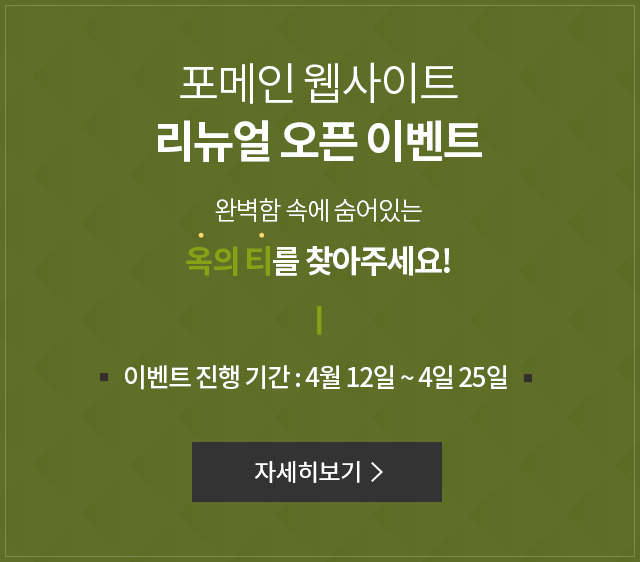 포메인 웹사이트
리뉴얼 오픈 이벤트
완벽함 속에 숨어있는
옥의 티를 찾아주세요!
이벤트 진행 기간 : 4월 12일 ~ 4일 25일
자세히보기 >